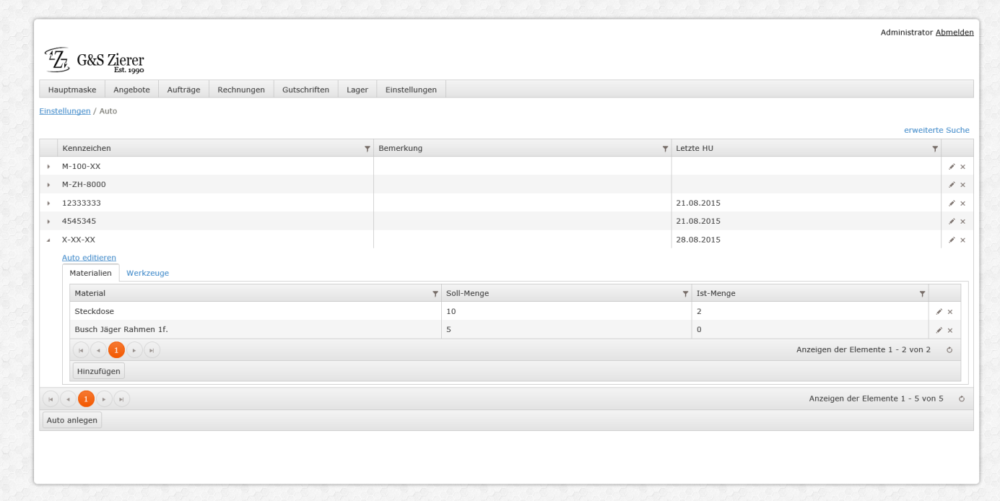 Administrator Abmelden
G&S Zierer
Est. 1990
Hauptmaske Angebote Aufträge Rechnungen Gutschriften Lager Einstellungen
Einstellungen / Auto
erweiterte Suche
Kennzeichen Bemerkung Letzte HU
M-100-XX
M-ZH-8000
12333333 21.08.2015
4545345 21.08.2015
X-XX-XX 28.08.2015
Auto editieren
Materialien Werkzeuge
Material Soll-Menge Ist-Menge
Steckdose 10 2
Busch Jäger Rahmen 1f. 5 0
1 Anzeigen der Elemente 1 - 2 von 2
Hinzufügen
1 Anzeigen der Elemente 1 - 5 von 5
Auto anlegen